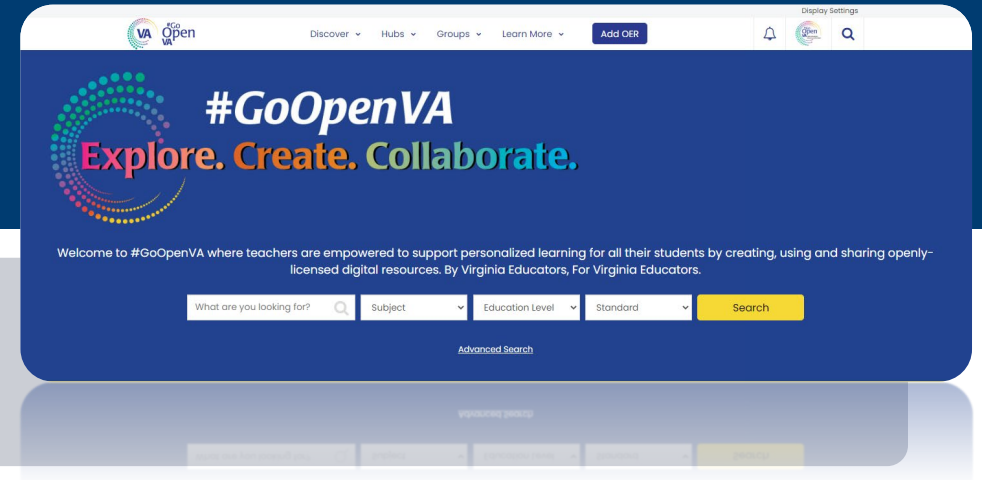 Display Settings
VA #Go Open VA
Discover Hubs Groups Learn More Add OER
#GoOpenVA
Explore. Create. Collaborate.
Welcome to #GoOpenVA where teachers are empowered to support personalized learning for all their students by creating, using and sharing openly-
licensed digital resources. By Virginia Educators, For Virginia Educators.
What are you looking for? Subject Education Level Standard Search
Advanced Search